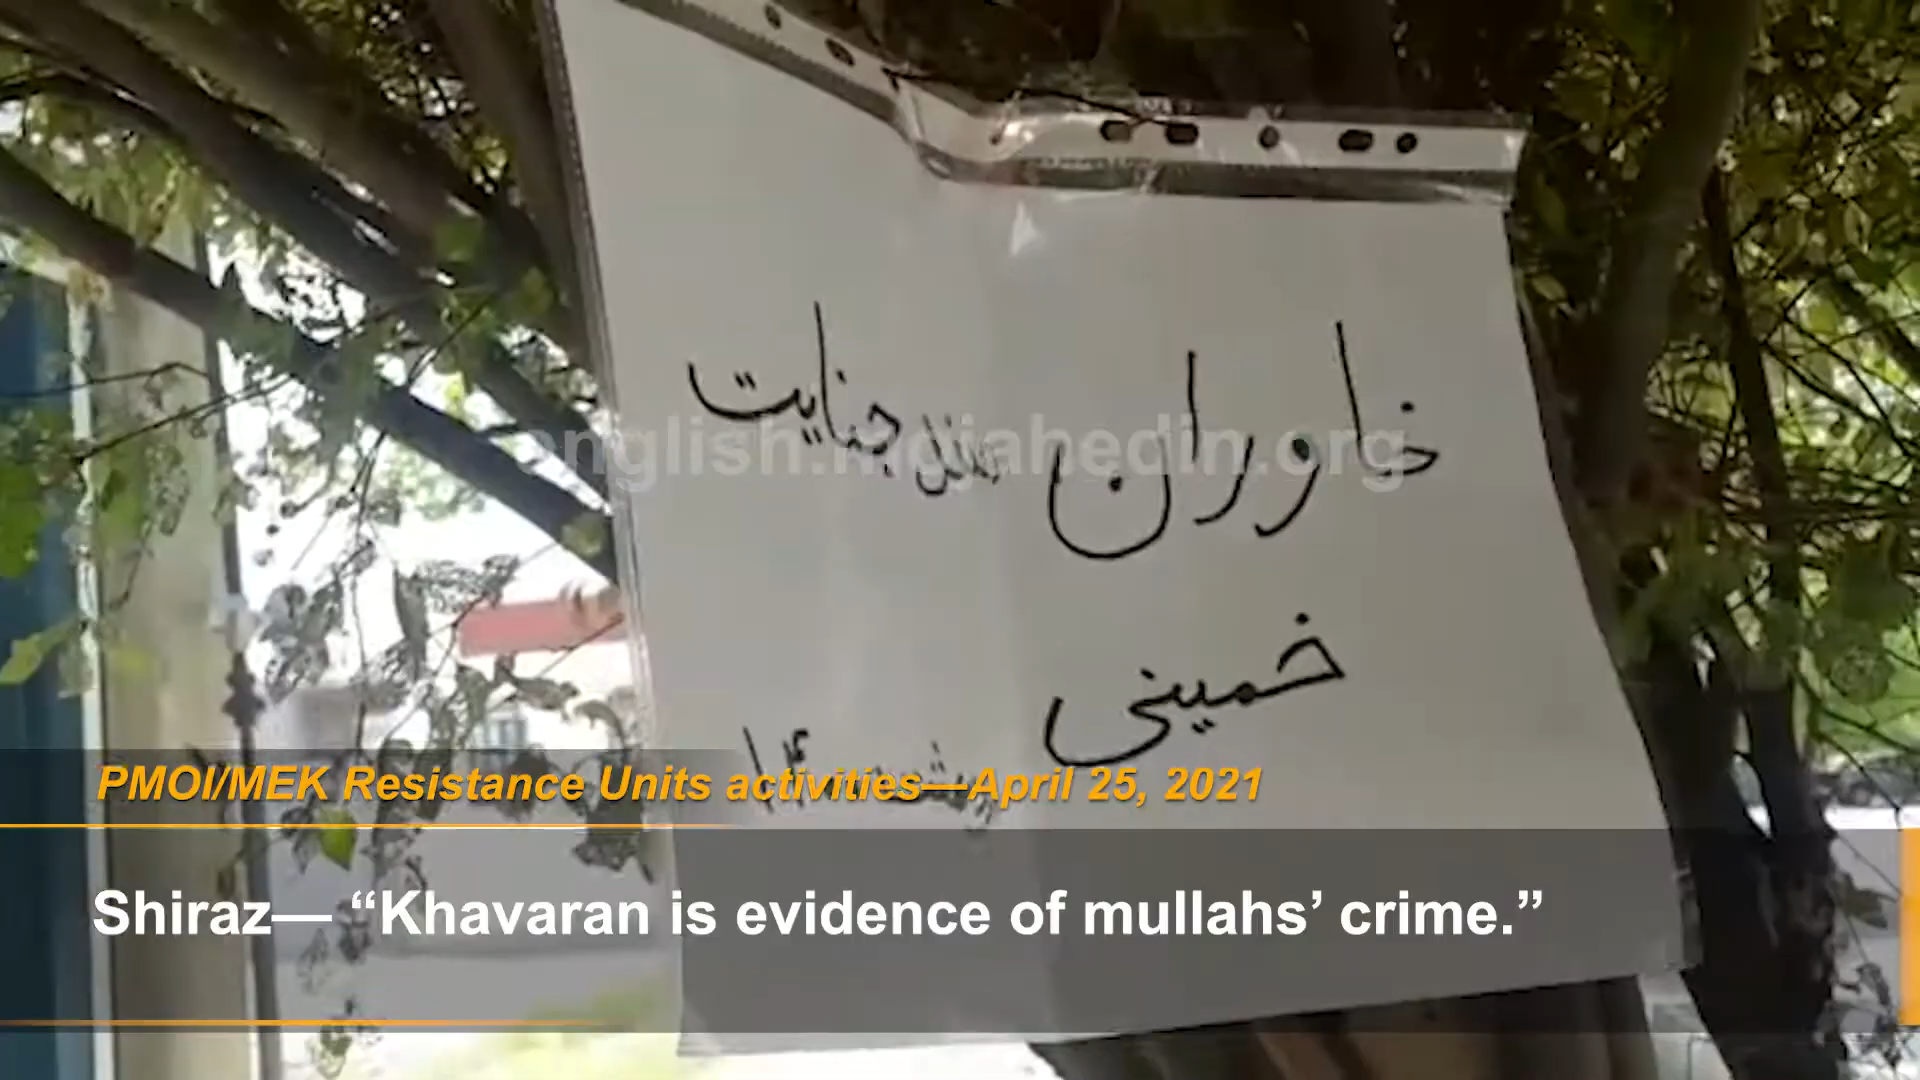 خاوران سند جنایت
خمینی
english.mojahedin.org
PMOI/MEK Resistance Units activities—April 25, 2021
Shiraz— “Khavaran is evidence of mullahs’ crime.”